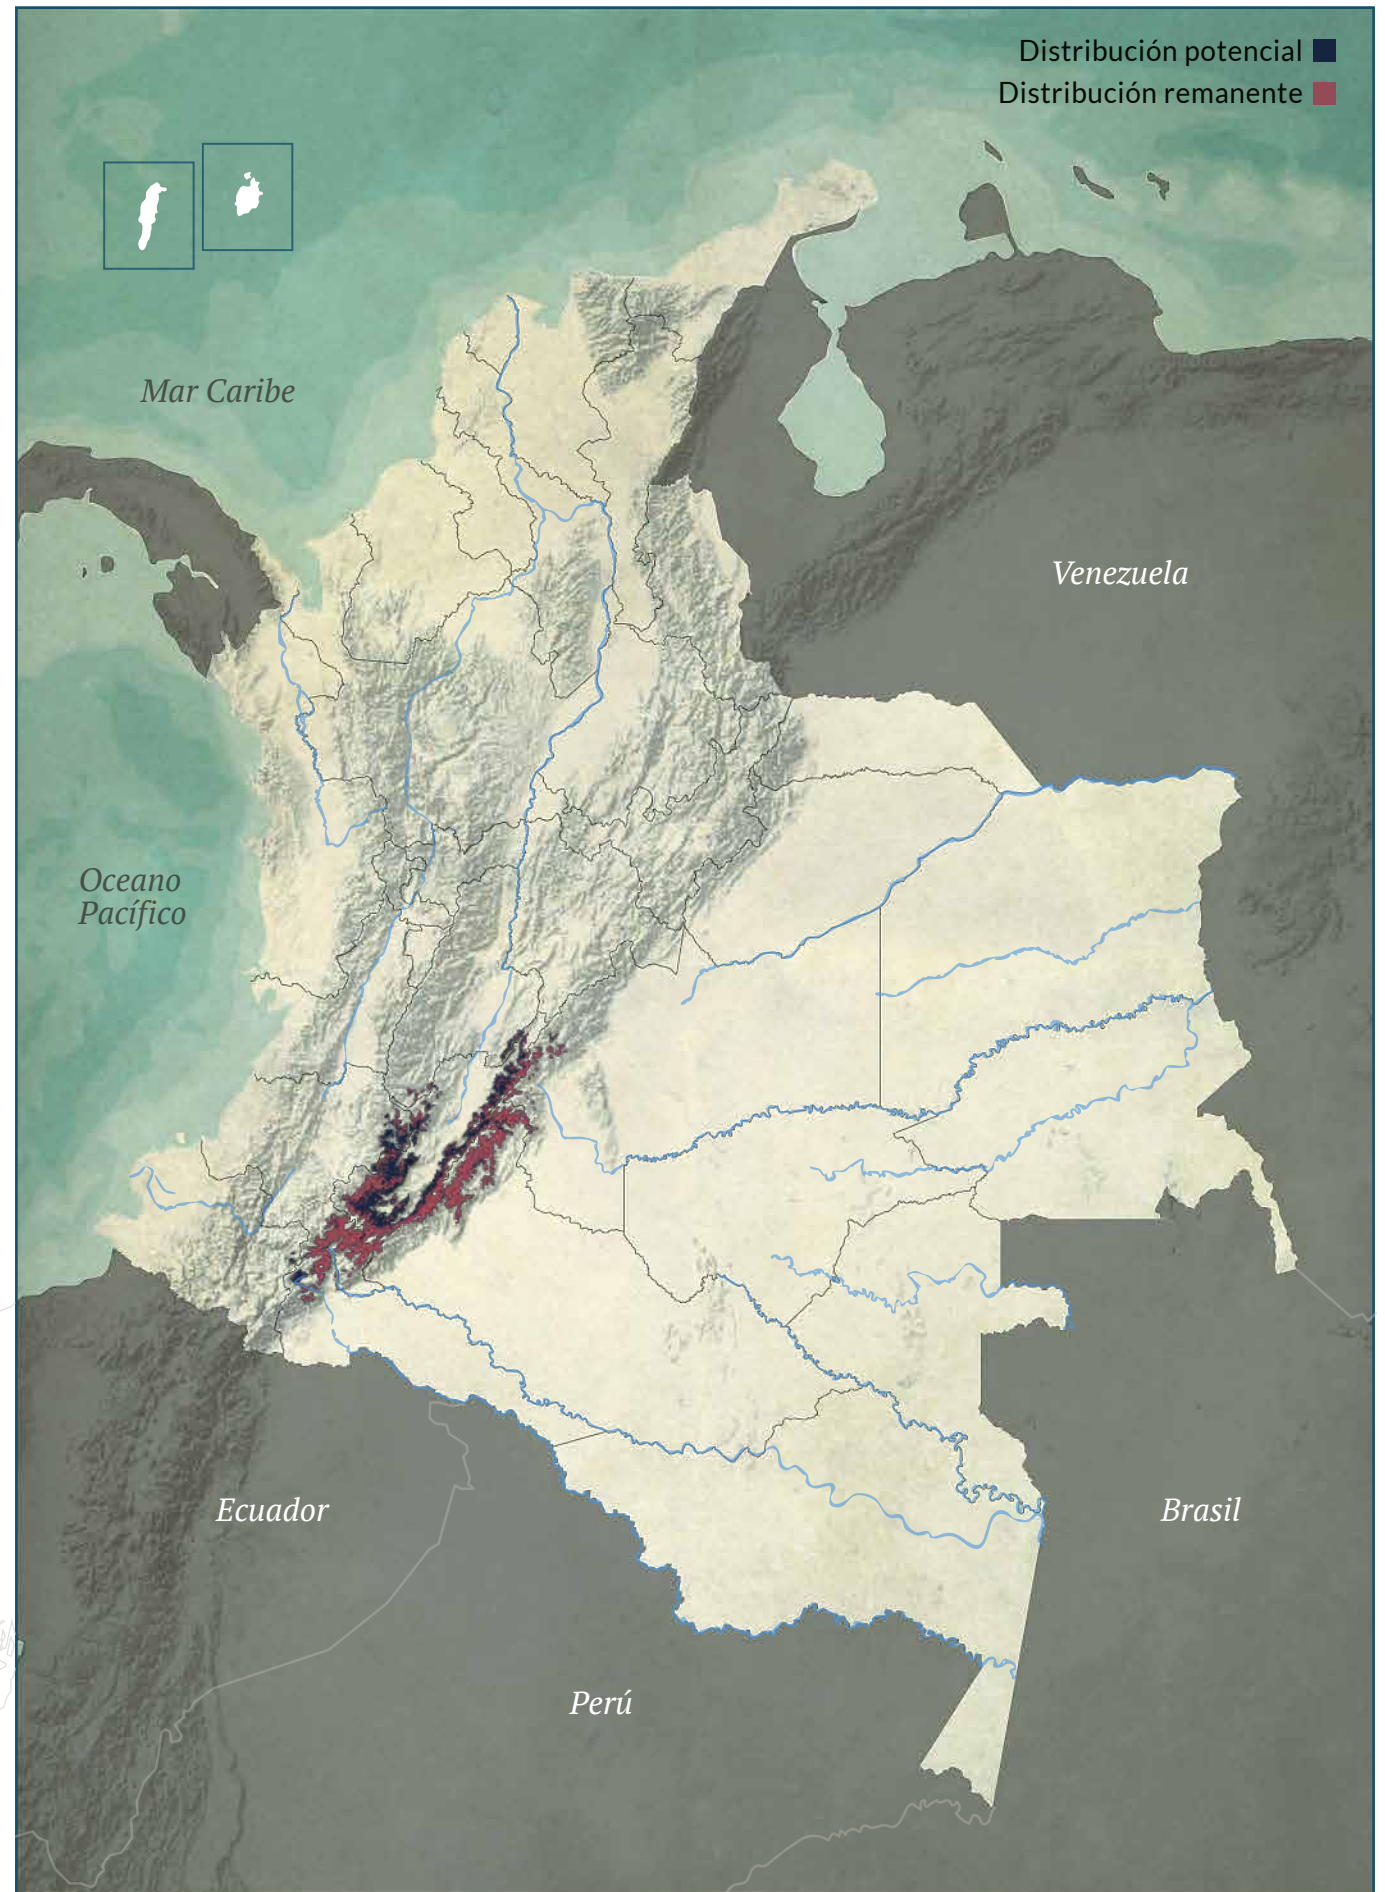 Distribución potencial
Distribución remanente
Mar Caribe
Venezuela
Oceano
Pacífico
Ecuador
Brasil
Perú